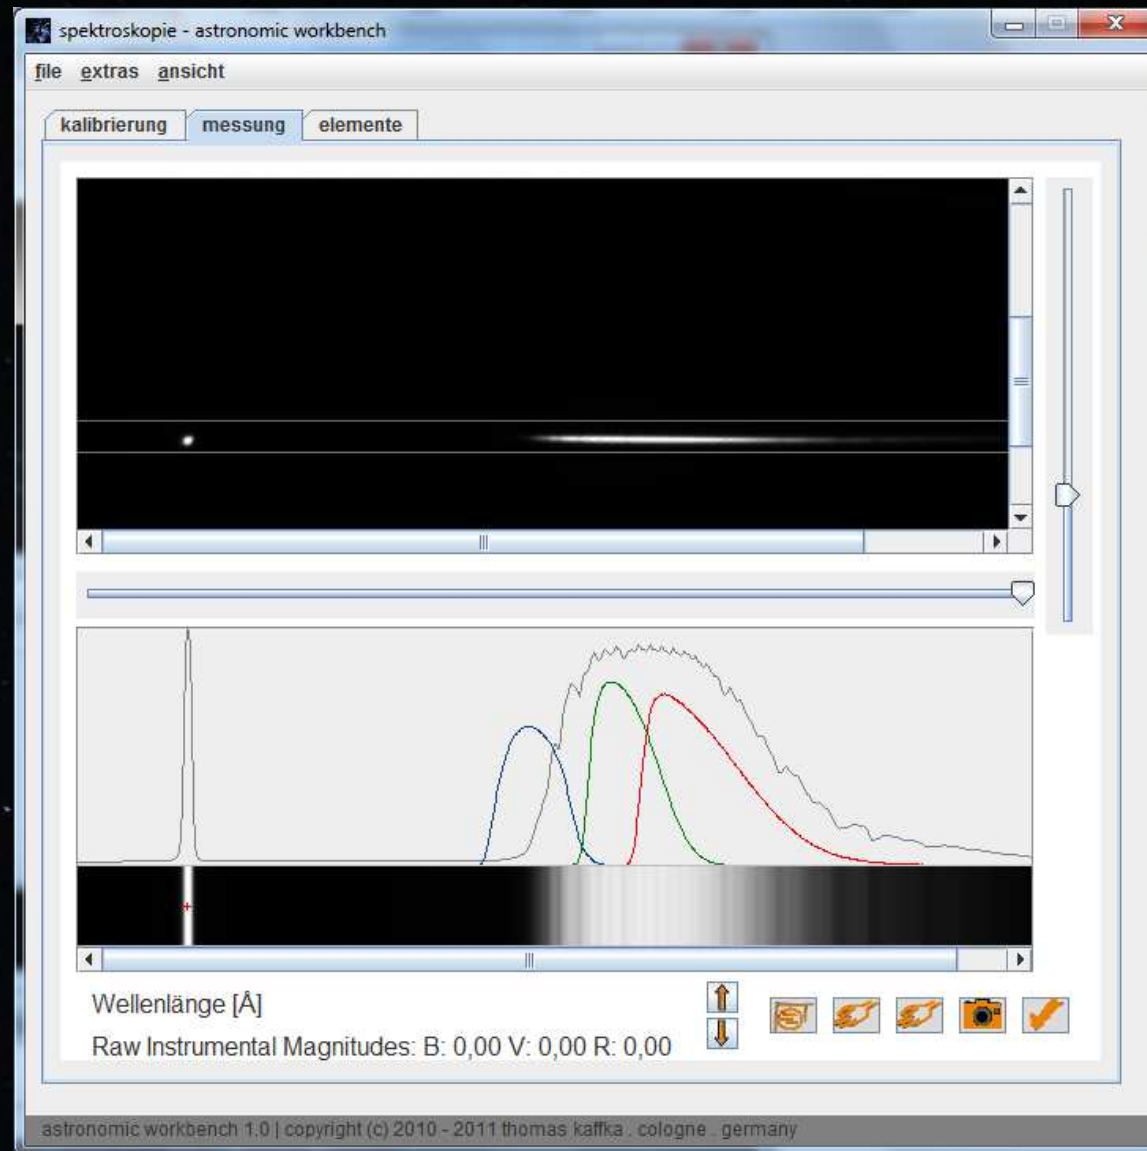 spektroskopie - astronomic workbench
file extras ansicht
kalibrierung messung elemente
Wellenlänge [Å]
Raw Instrumental Magnitudes: B: 0,00 V: 0,00 R: 0,00
astronomic workbench 1.0 | copyright (c) 2010 - 2011 thomas kaffka . cologne . germany